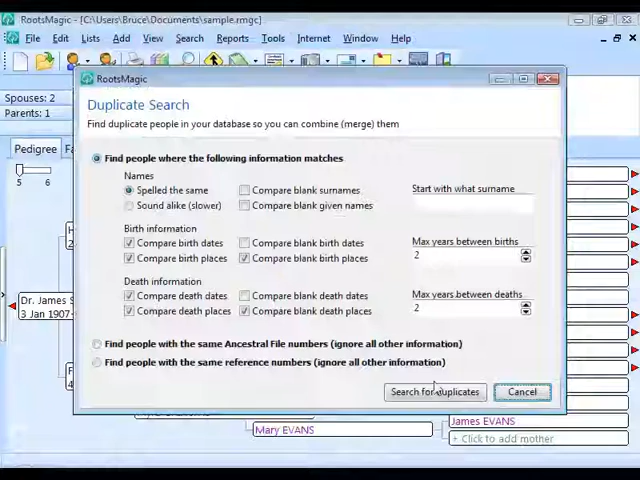 RootsMagic - [C:\Users\Bruce\Documents\sample.rmgc]
File Edit Lists Add View Search Reports Tools Internet Window Help
RootsMagic
Spouses: 2
Parents: 1
Duplicate Search
Find duplicate people in your database so you can combine (merge) them
Pedigree Fa
5 6
Find people where the following information matches
Names
Spelled the same
Compare blank surnames
Start with what surname
Sound alike (slower)
Compare blank given names
Birth information
Compare birth dates
Compare blank birth dates
Max years between births
Compare birth places
Compare blank birth places
2
Death information
Compare death dates
Compare blank death dates
Max years between deaths
Compare death places
Compare blank death places
2
Dr. James S
3 Jan 1907-
Find people with the same Ancestral File numbers (ignore all other information)
Find people with the same reference numbers (ignore all other information)
Search for duplicates Cancel
Mary EVANS
James EVANS
+ Click to add mother